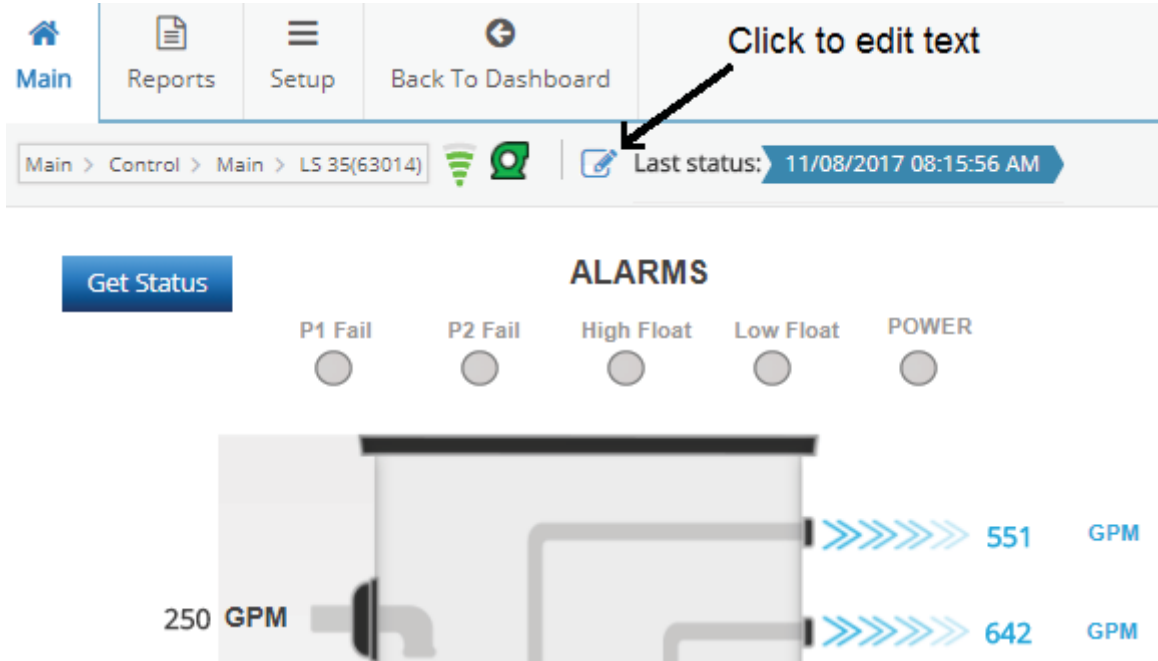 Click to edit text
Main Reports Setup Back To Dashboard
Main > Control > Main > LS 35(63014) Last status: 11/08/2017 08:15:56 AM
Get Status
ALARMS
P1 Fail P2 Fail High Float Low Float POWER
551 GPM
250 GPM
642 GPM